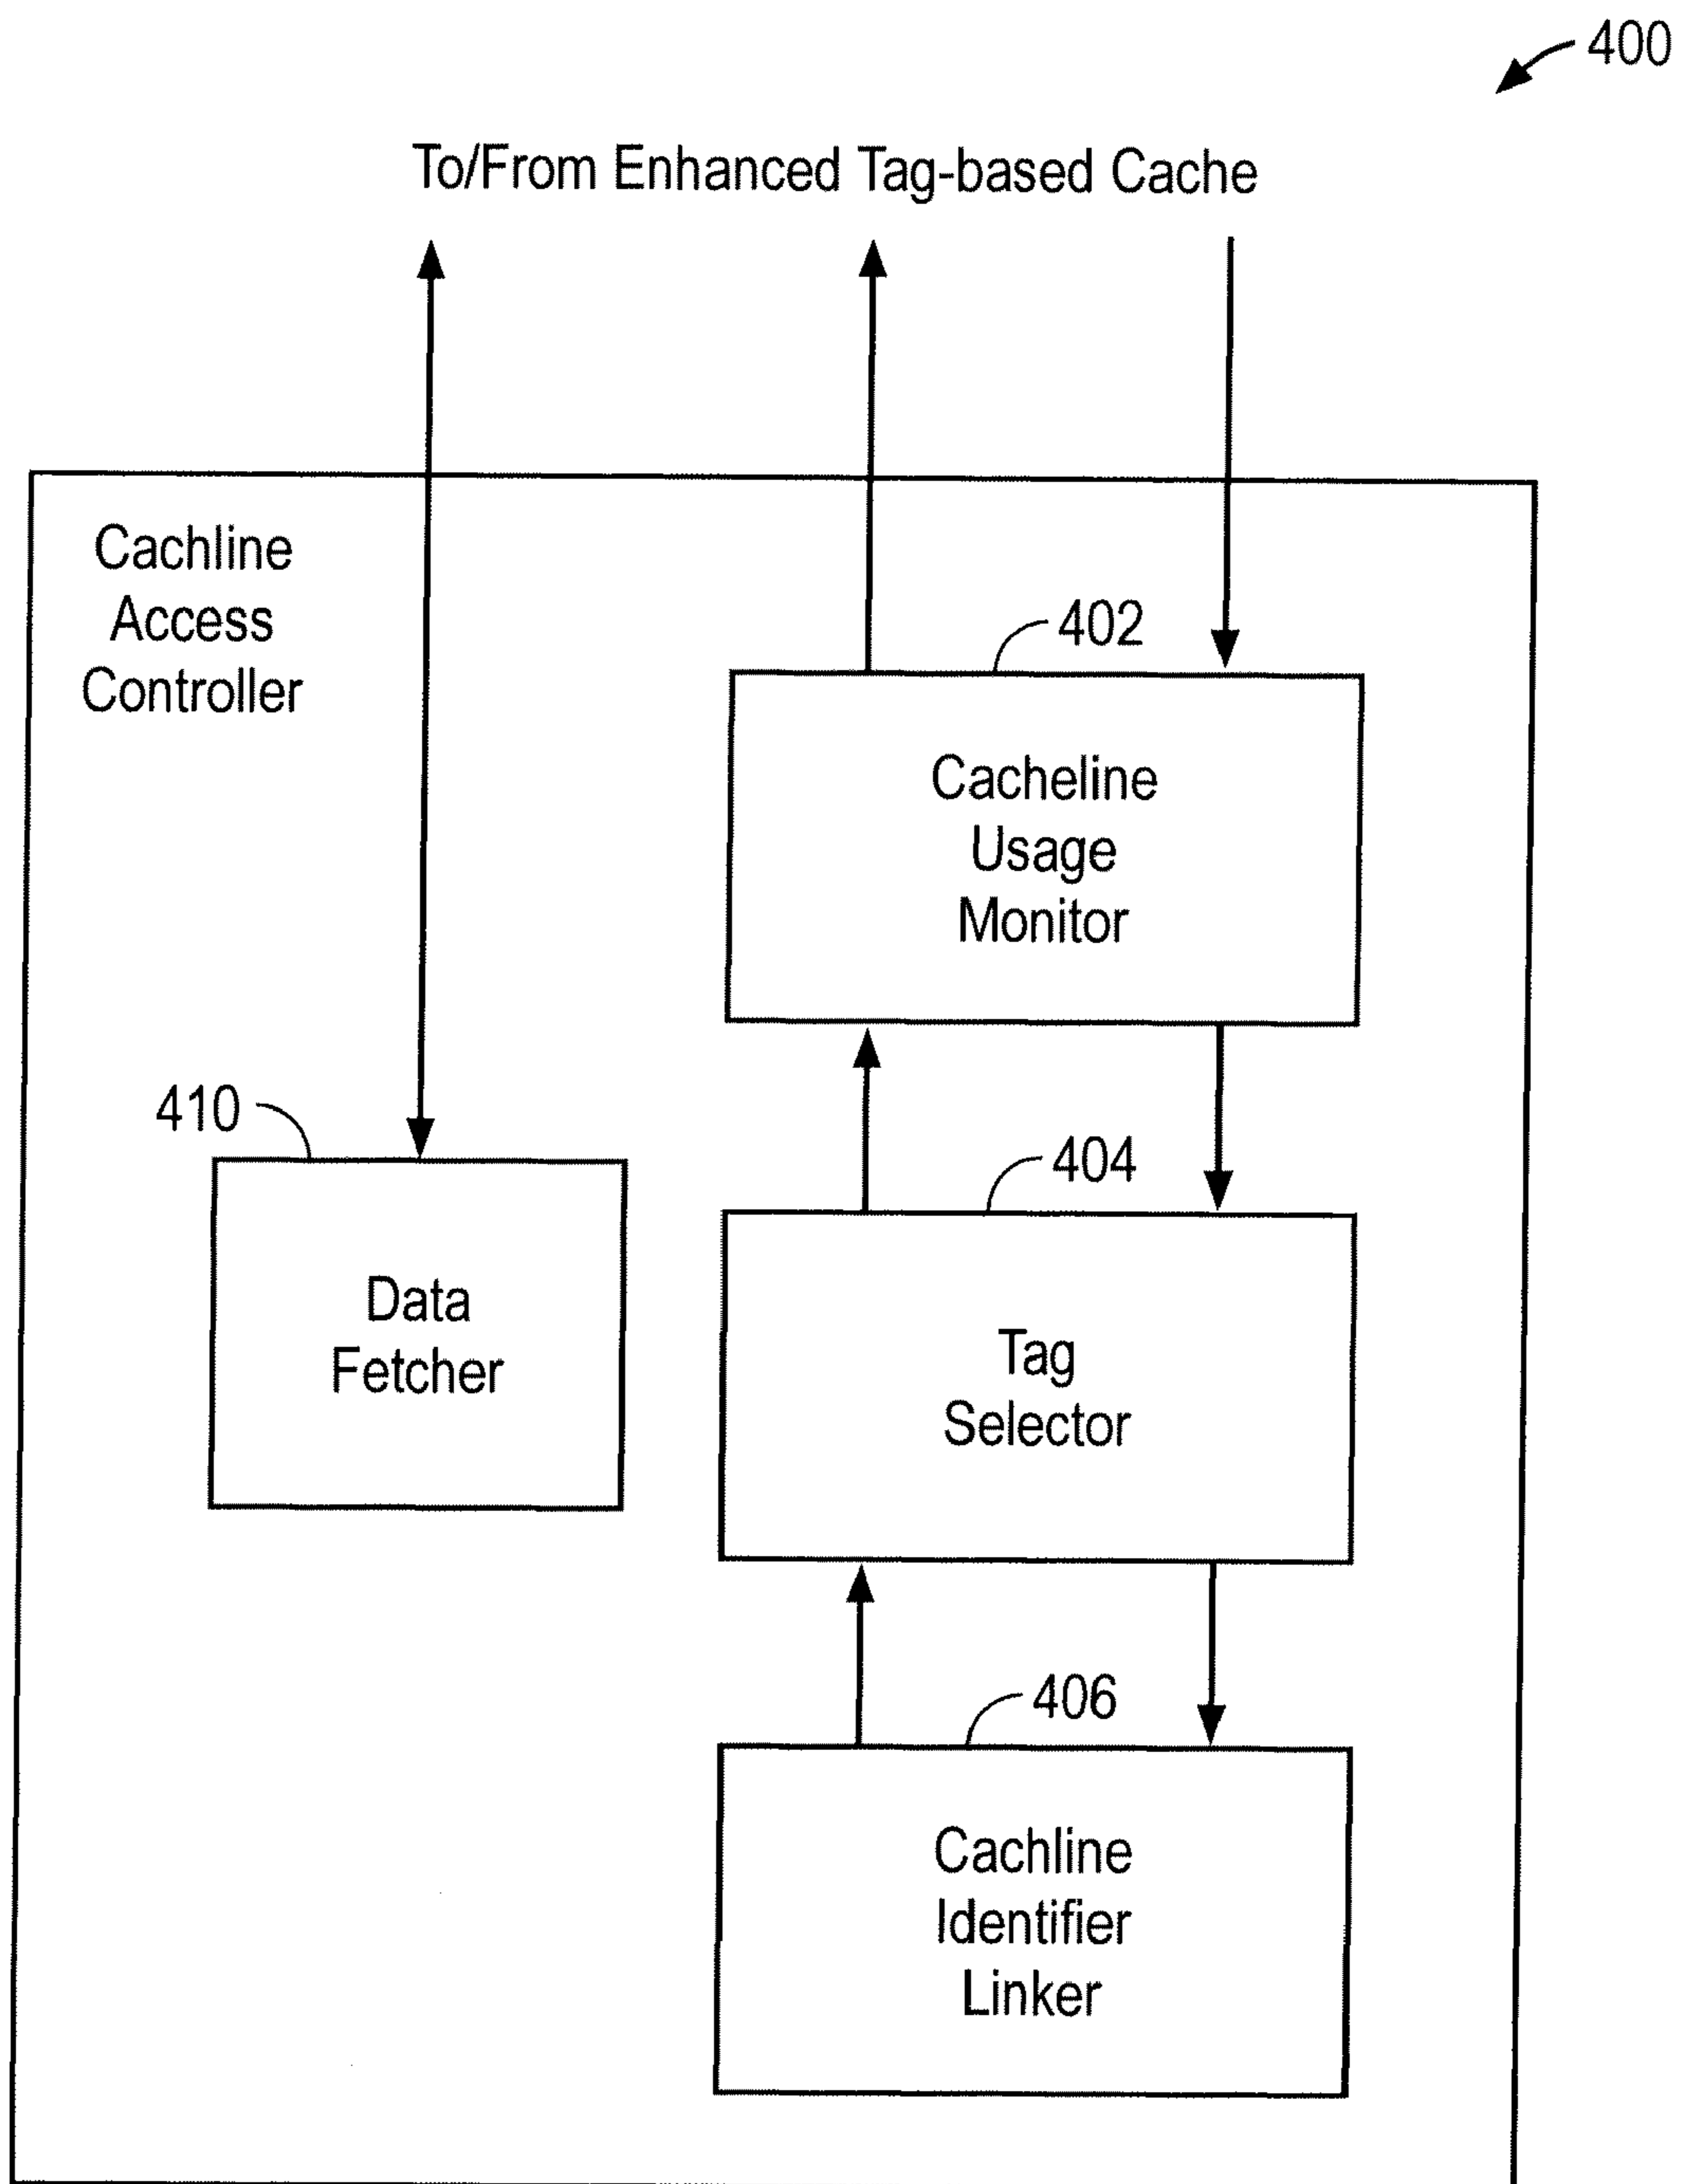 400
To/From Enhanced Tag-based Cache
Cachline
Access
Controller
402
Cacheline
Usage
Monitor
410
404
Data
Fetcher
Tag
Selector
406
Cachline
Identifier
Linker